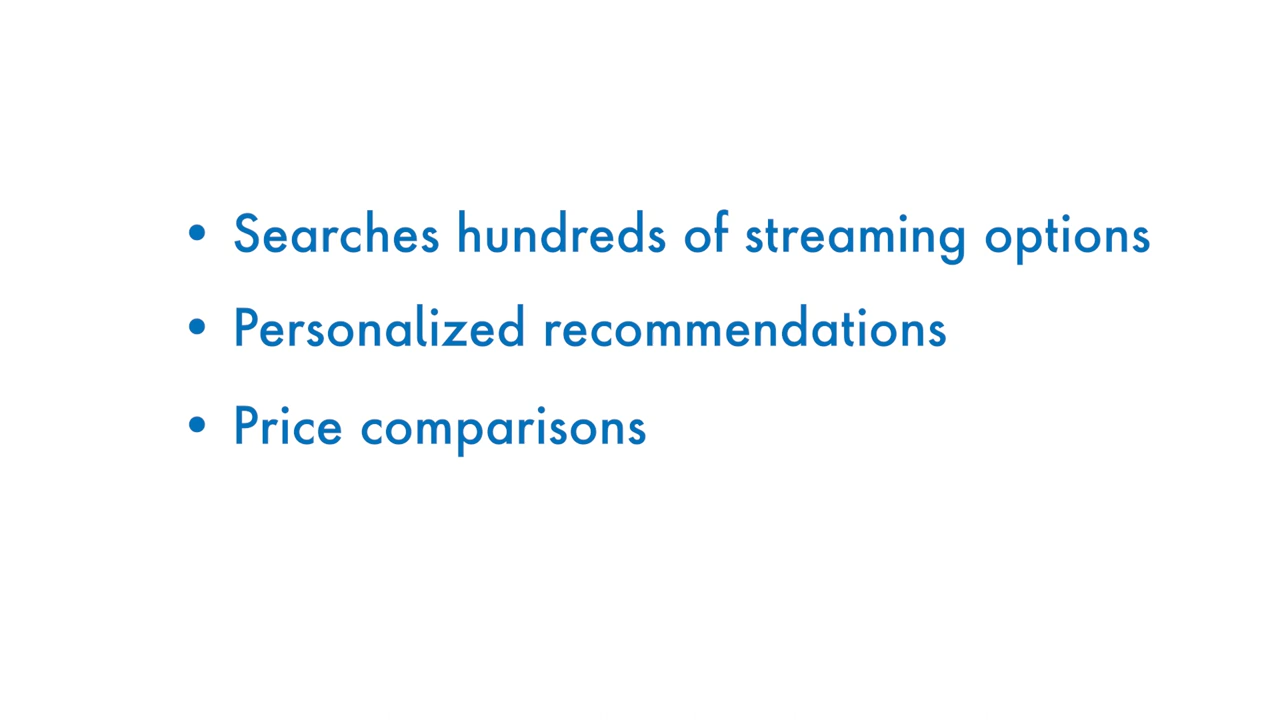 • Searches hundreds of streaming options
• Personalized recommendations
• Price comparisons